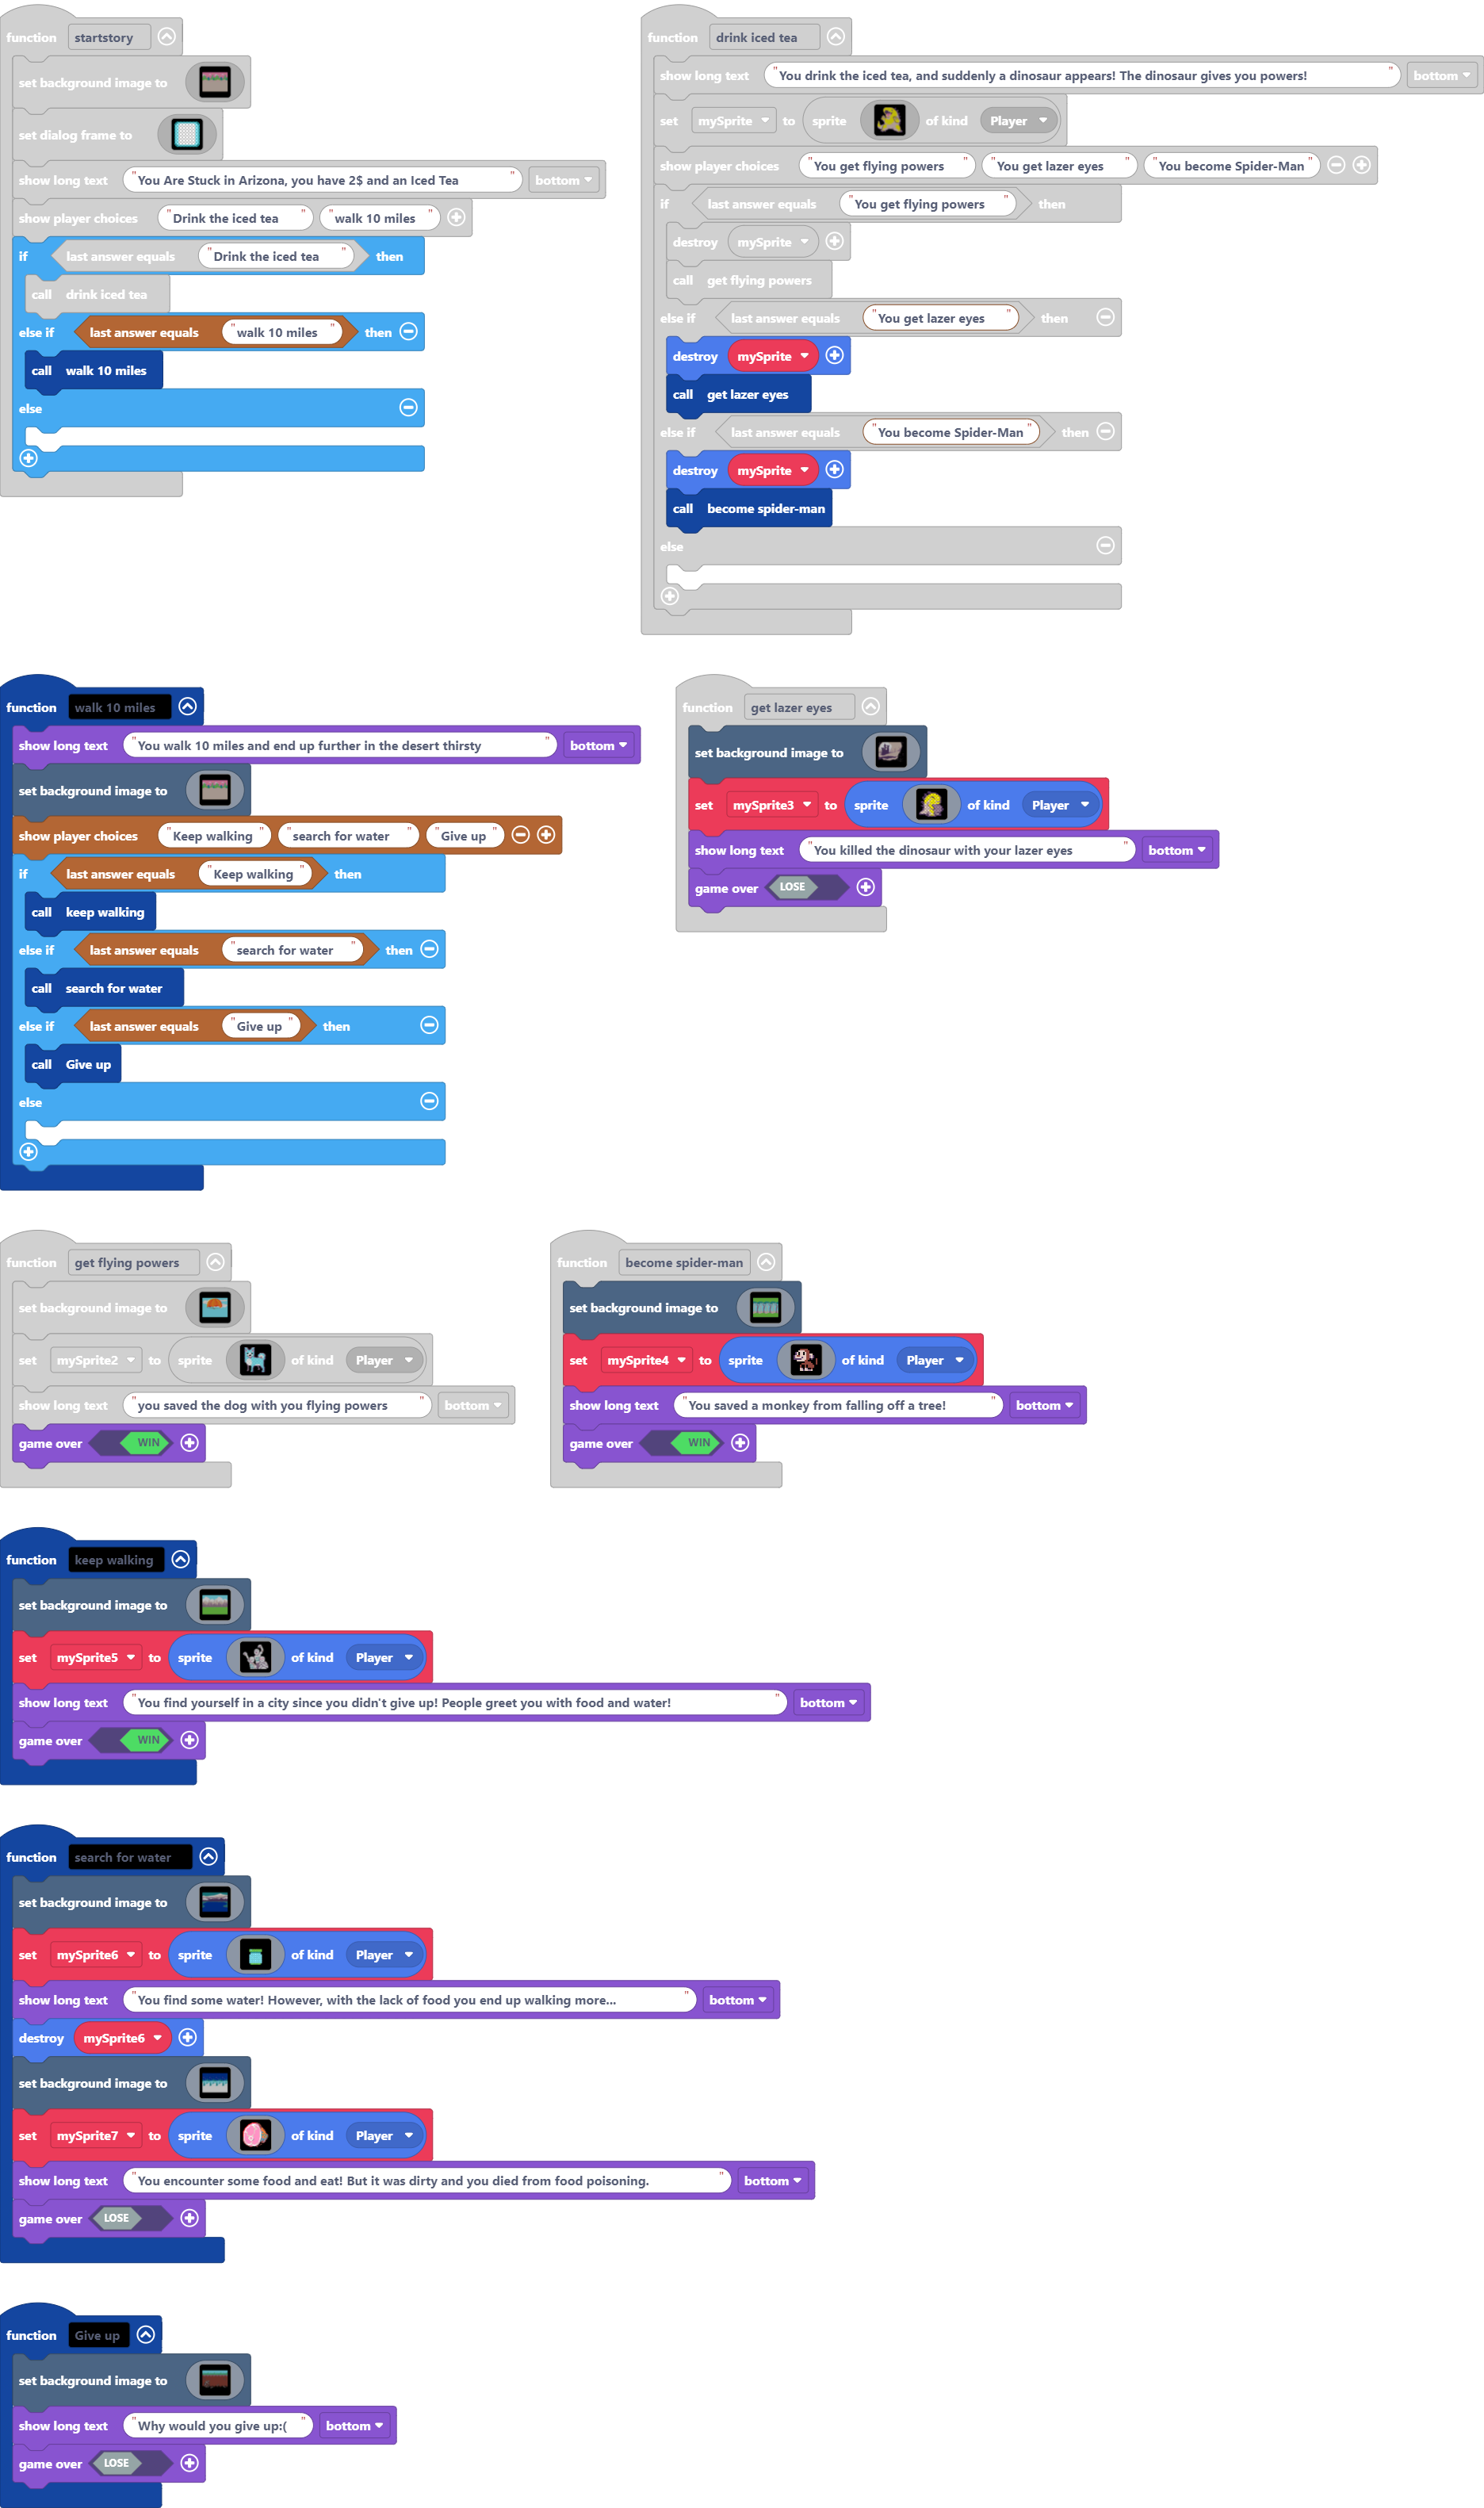 function startstory
set background image to
set dialog frame to
show long text "You Are Stuck in Arizona, you have 2$ and an Iced Tea" bottom
show player choices "Drink the iced tea" "walk 10 miles"
if last answer equals "Drink the iced tea" then
call drink iced tea
else if last answer equals "walk 10 miles" then
call walk 10 miles
else
function drink iced tea
show long text "You drink the iced tea, and suddenly a dinosaur appears! The dinosaur gives you powers!" bottom
set mySprite to sprite of kind Player
show player choices "You get flying powers" "You get lazer eyes" "You become Spider-Man"
if last answer equals "You get flying powers" then
destroy mySprite
call get flying powers
else if last answer equals "You get lazer eyes" then
destroy mySprite
call get lazer eyes
else if last answer equals "You become Spider-Man" then
destroy mySprite
call become spider-man
else
function walk 10 miles
show long text "You walk 10 miles and end up further in the desert thirsty" bottom
set background image to
show player choices "Keep walking" "search for water" "Give up"
if last answer equals "Keep walking" then
call keep walking
else if last answer equals "search for water" then
call search for water
else if last answer equals "Give up" then
call Give up
else
function get lazer eyes
set background image to
set mySprite3 to sprite of kind Player
show long text "You killed the dinosaur with your lazer eyes" bottom
game over LOSE
function get flying powers
set background image to
set mySprite2 to sprite of kind Player
show long text "you saved the dog with you flying powers" bottom
game over WIN
function become spider-man
set background image to
set mySprite4 to sprite of kind Player
show long text "You saved a monkey from falling off a tree!" bottom
game over WIN
function keep walking
set background image to
set mySprite5 to sprite of kind Player
show long text "You find yourself in a city since you didn't give up! People greet you with food and water!" bottom
game over WIN
function search for water
set background image to
set mySprite6 to sprite of kind Player
show long text "You find some water! However, with the lack of food you end up walking more..." bottom
destroy mySprite6
set background image to
set mySprite7 to sprite of kind Player
show long text "You encounter some food and eat! But it was dirty and you died from food poisoning." bottom
game over LOSE
function Give up
set background image to
show long text "Why would you give up:(" bottom
game over LOSE